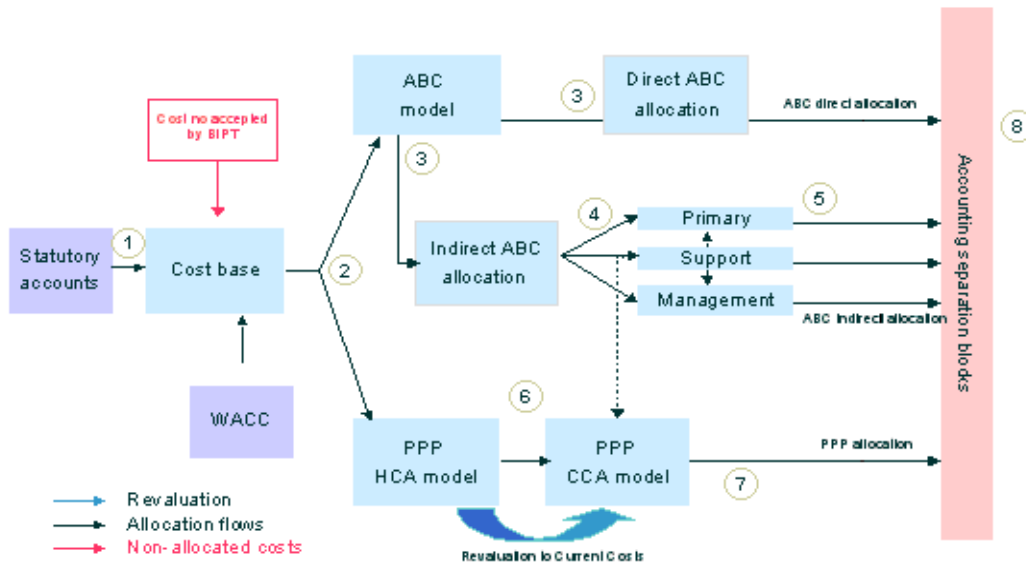 ABC
model
3
Direct ABC
allocation
ABC direct allocation
8
Cost no accepted
by BIPT
3
Accounting separation blocks
4
Primary
5
1
Statutory
accounts
Cost base
2
Indirect ABC
allocation
Support
Management
ABC indirect allocation
WACC
6
PPP
HCA model
PPP
CCA model
PPP allocation
7
Revaluation
Allocation flows
Non-allocated costs
Revaluation to Current Costs